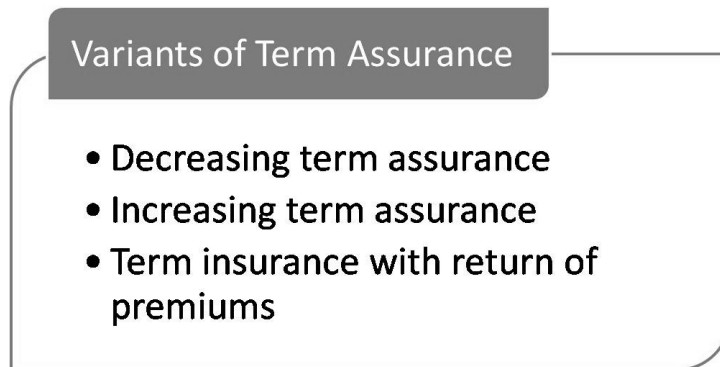 Variants of Term Assurance
• Decreasing term assurance
• Increasing term assurance
• Term insurance with return of
premiums